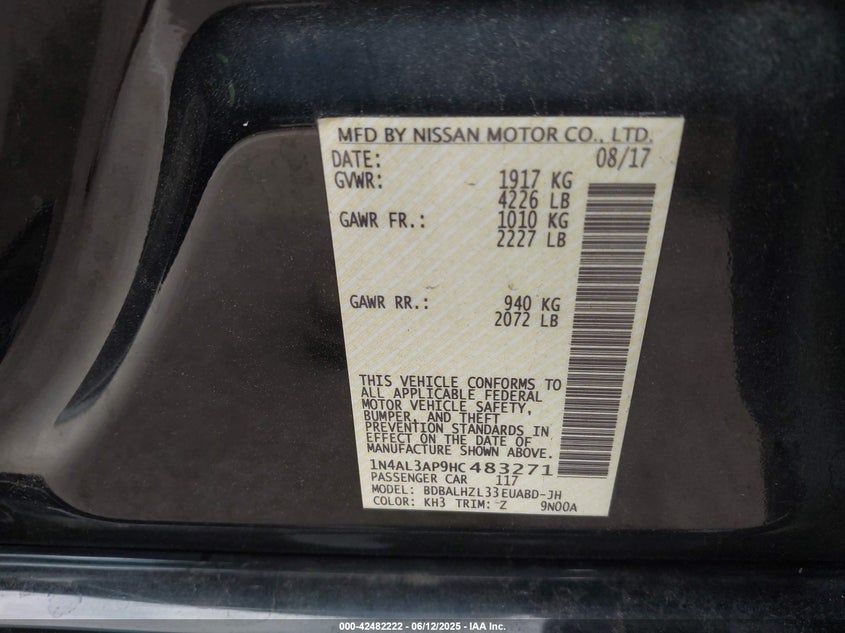 MFD BY NISSAN MOTOR CO., LTD.
DATE: 08/17
GVWR: 1917 KG
4226 LB
GAWR FR.: 1010 KG
2227 LB
GAWR RR.: 940 KG
2072 LB
THIS VEHICLE CONFORMS TO
ALL APPLICABLE FEDERAL
MOTOR VEHICLE SAFETY,
BUMPER, AND THEFT
PREVENTION STANDARDS IN
EFFECT ON THE DATE OF
MANUFACTURE SHOWN ABOVE.
1N4AL3AP9HC483271
PASSENGER CAR 117
MODEL: BDBALHZL33EUABD-JH
COLOR: KH3 TRIM: Z 9N00A
000-42482222 - 06/12/2025 - IAA Inc.